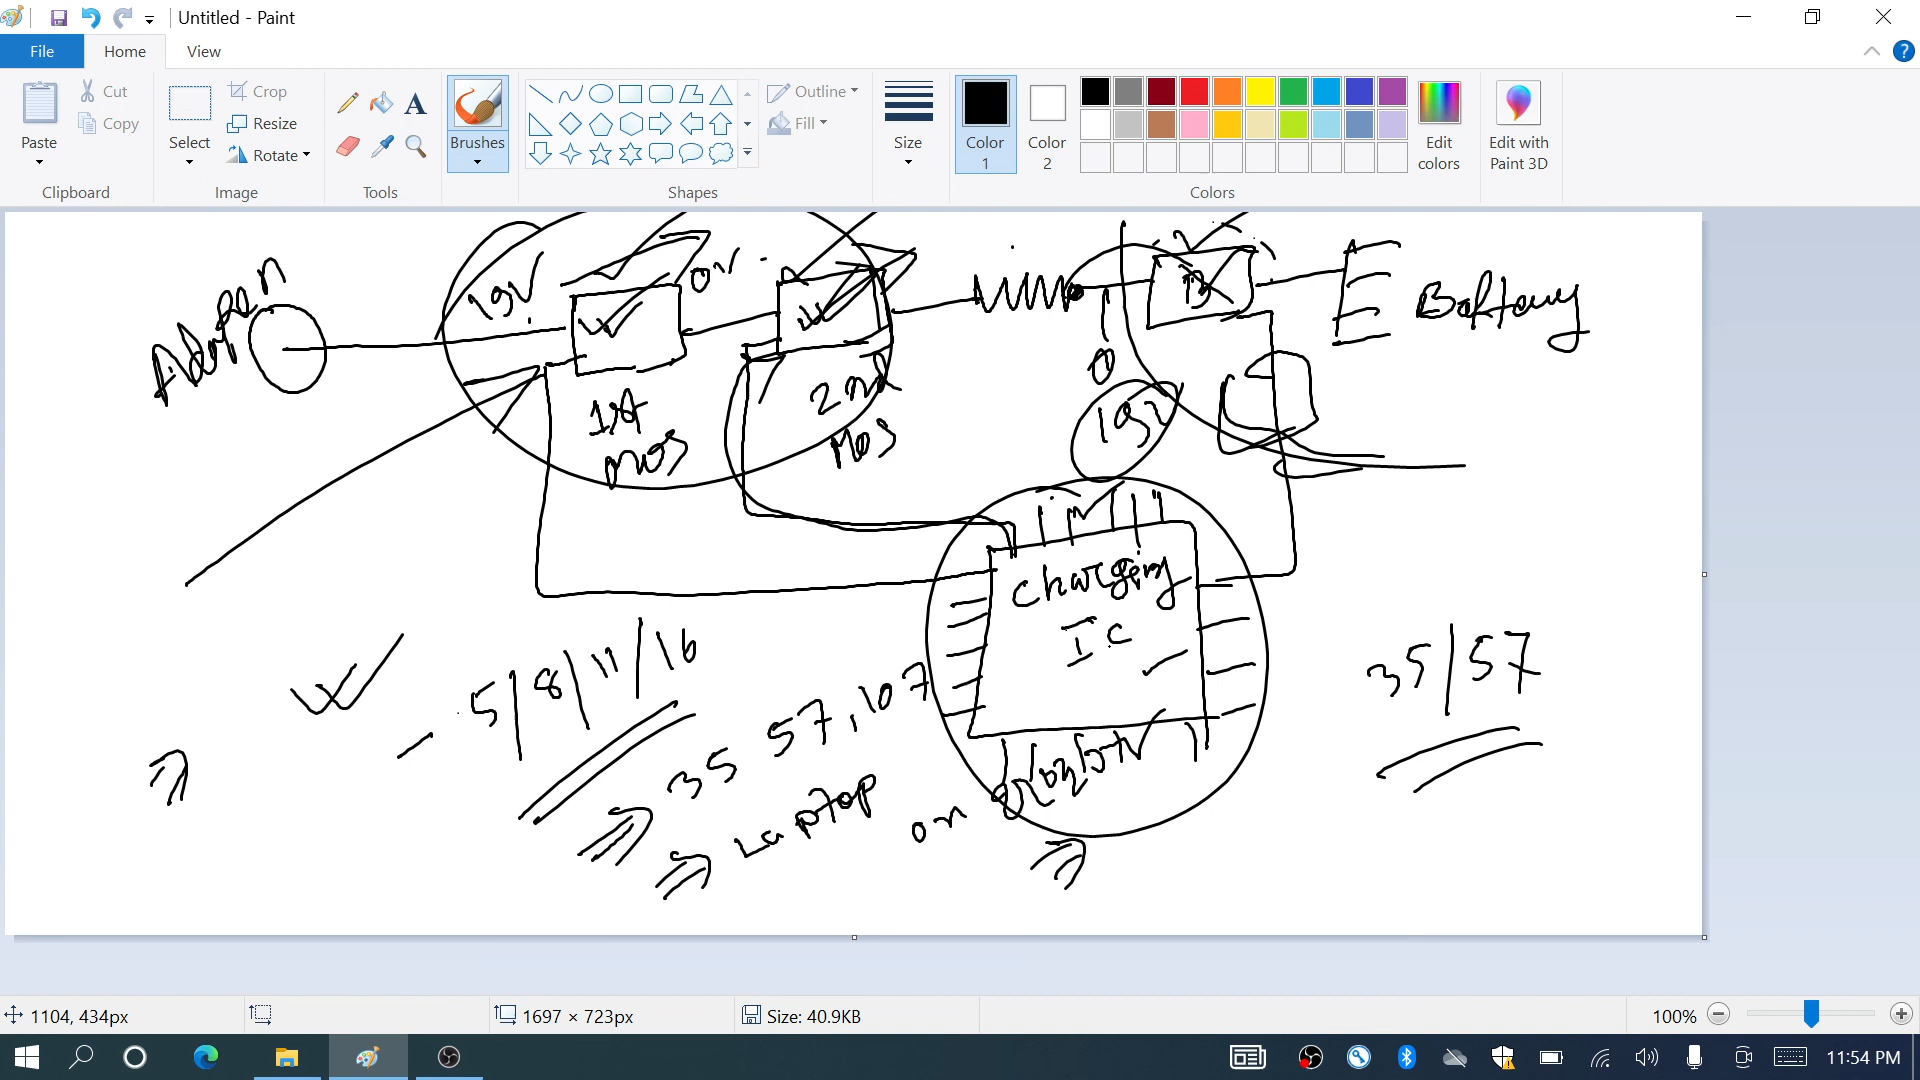 Untitled - Paint
File Home View
Paste
Cut
Copy
Clipboard
Select
Crop
Resize
Rotate
Image
Tools
Brushes
Shapes
Outline
Fill
Size
Color 1
Color 2
Colors
Edit colors
Edit with Paint 3D
19V
Battery
1st mos
2nd Mos
19V
charging IC
5/8/11/16
35 57,107
Laptop
on
35/57
1104, 434px
1697 × 723px
Size: 40.9KB
100%
11:54 PM